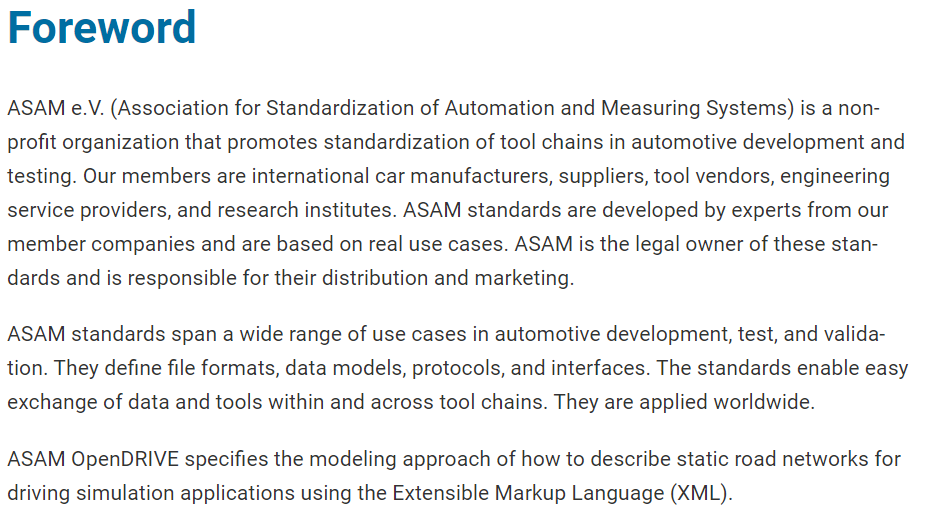 Foreword
ASAM e.V. (Association for Standardization of Automation and Measuring Systems) is a non-
profit organization that promotes standardization of tool chains in automotive development and
testing. Our members are international car manufacturers, suppliers, tool vendors, engineering
service providers, and research institutes. ASAM standards are developed by experts from our
member companies and are based on real use cases. ASAM is the legal owner of these stan-
dards and is responsible for their distribution and marketing.
ASAM standards span a wide range of use cases in automotive development, test, and valida-
tion. They define file formats, data models, protocols, and interfaces. The standards enable easy
exchange of data and tools within and across tool chains. They are applied worldwide.
ASAM OpenDRIVE specifies the modeling approach of how to describe static road networks for
driving simulation applications using the Extensible Markup Language (XML).